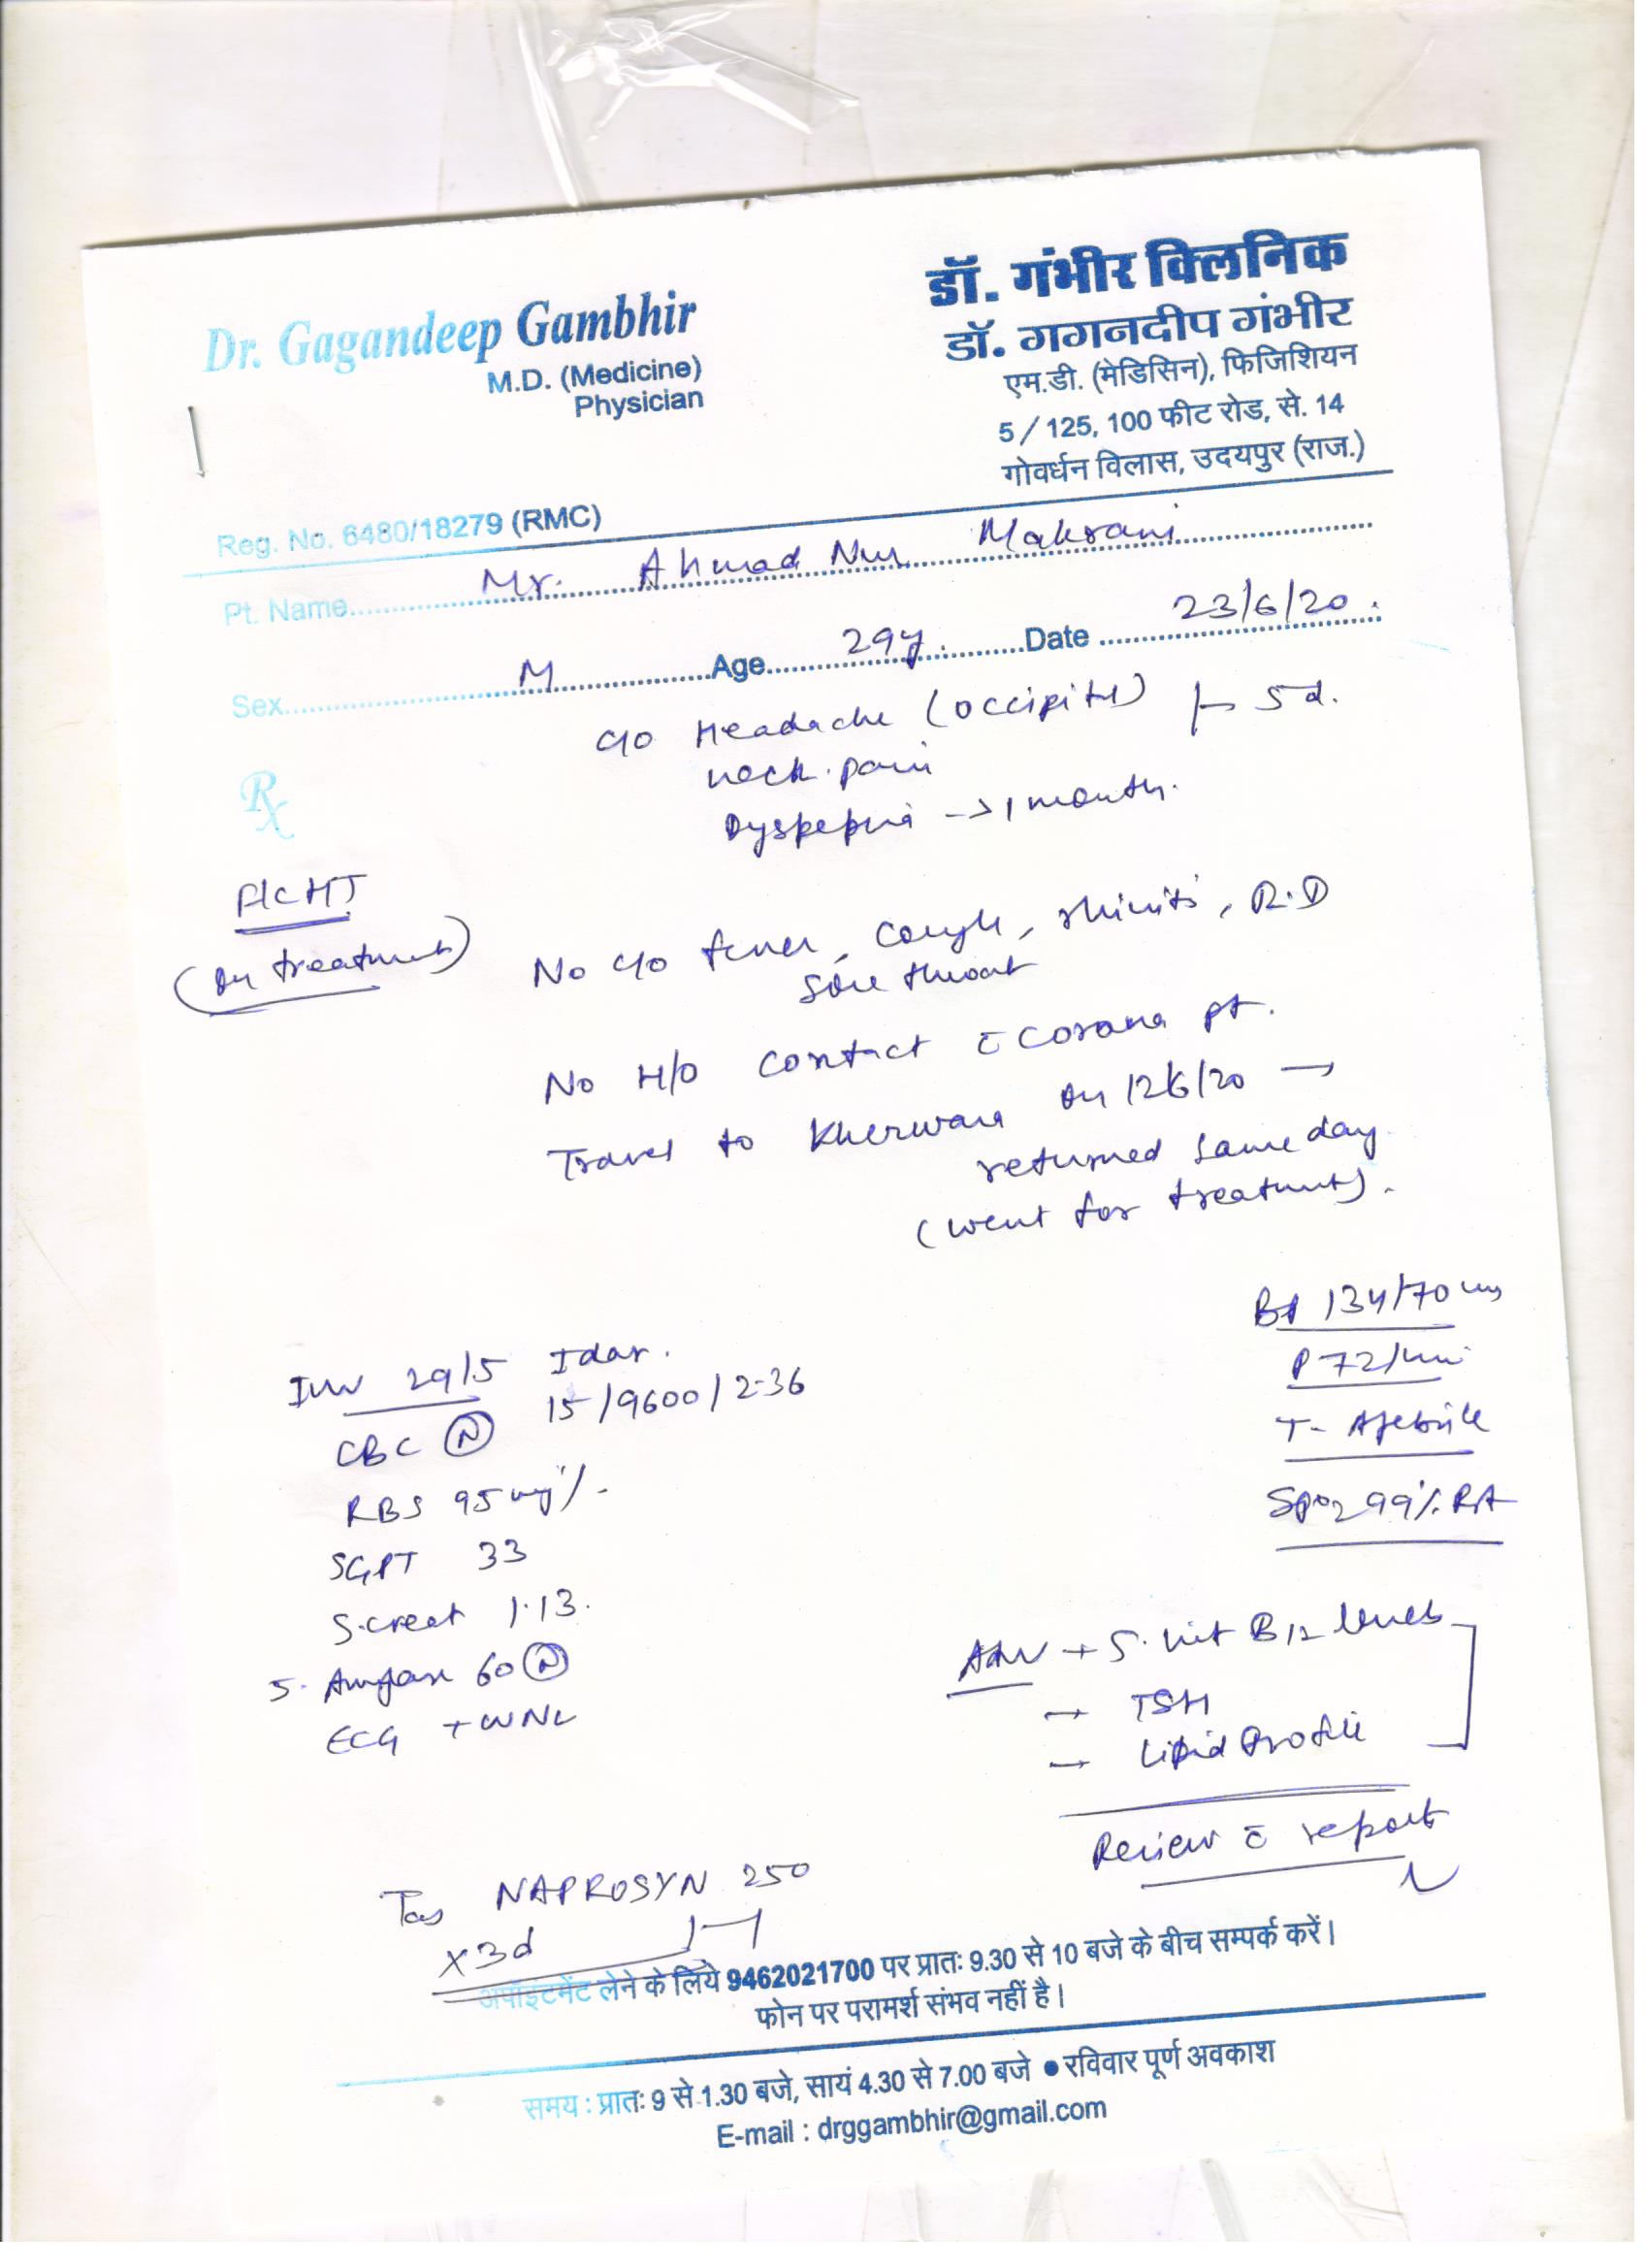 Dr. Gagandeep Gambhir
M.D. (Medicine)
Physician
Reg. No. 6480/18279 (RMC)
डॉ. गंभीर क्लिनिक
डॉ. गगनदीप गंभीर
एम.डी. (मेडिसिन), फिजिशियन
5 / 125, 100 फीट रोड, से. 14
गोवर्धन विलास, उदयपुर (राज.)
Pt. Name Mr. Ahmad Nur Makrani
Sex M Age 29y Date 23/6/20
Rx
c/o Headache (occipital) 5d.
neck pain
Dyspepsia -> 1 month.
(on treatment)
No c/o fever, cough, rhinitis, R.D
sore throat
No H/o contact c̄ corona pt.
Travel to Kherwara on 12/6/20 →
returned same day
(went for treatment).
BP 134/70
P 72/min
T- Afebrile
SpO2 99% RA
Inv 29/5 Idar.
CBC (N) 15/9600/2.36
RBS 95 mg%
SGPT 33
S.creat 1.13.
S. 60 (N)
ECG WNL
Adv S. vit B12 levels
→ TSH
→ Lipid Profile
Review c̄ report
Tab NAPROSYN 250
x3d 1-1
अपॉइंटमेंट लेने के लिये 9462021700 पर प्रातः 9.30 से 10 बजे के बीच सम्पर्क करें।
फोन पर परामर्श संभव नहीं है।
समय : प्रातः 9 से 1.30 बजे, सायं 4.30 से 7.00 बजे ● रविवार पूर्ण अवकाश
E-mail : drggambhir@gmail.com